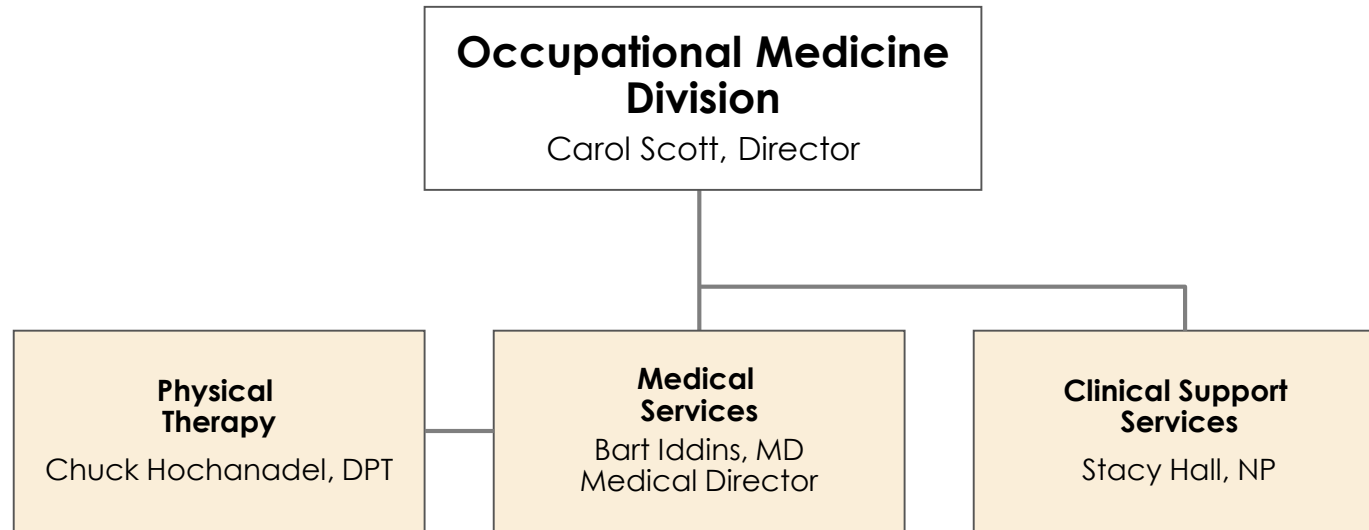 Occupational Medicine
Division
Carol Scott, Director
Physical
Therapy
Chuck Hochanadel, DPT
Medical
Services
Bart Iddins, MD
Medical Director
Clinical Support
Services
Stacy Hall, NP